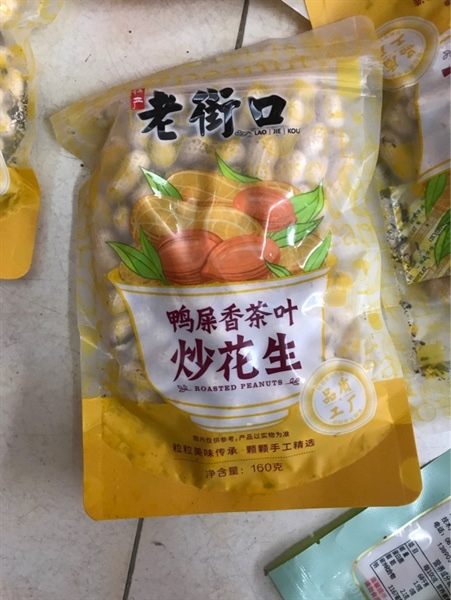 老街口
LAO | JIE | KOU
鸭屎香茶叶
炒花生
ROASTED PEANUTS
图片仅供参考,产品以实物为准
粒粒美味传承 颗颗手工精选
净含量: 160克